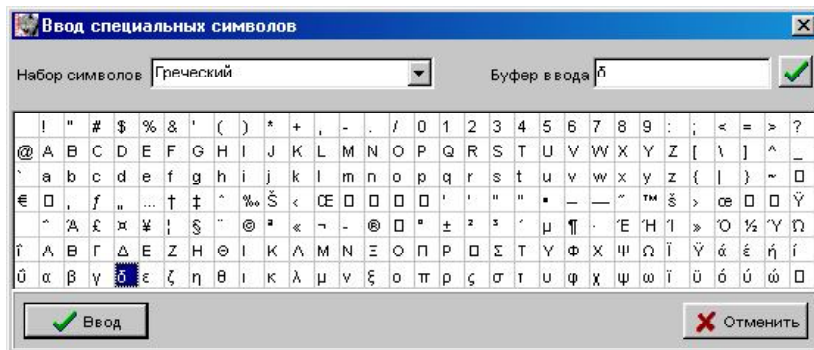 Ввод специальных символов
Набор символов Греческий Буфер ввода δ
! " # $ % & ' ( ) * + , - . / 0 1 2 3 4 5 6 7 8 9 : ; < = > ?
@ A B C D E F G H I J K L M N O P Q R S T U V W X Y Z [ \ ] ^ _
` a b c d e f g h i j k l m n o p q r s t u v w x y z { | } ~ □
€ □ ‚ ƒ „ … † ‡ ˆ ‰ Š ‹ Œ □ □ □ □ ' ' " " • – — ˜ ™ š › œ □ □ Ÿ
΅ Ά £ ¤ ¥ ¦ § ¨ © ª « ¬ - ® □ ° ± ² ³ ΄ µ ¶ · Έ Ή Ί » Ό ½ Ύ Ώ
ΐ Α Β Γ Δ Ε Ζ Η Θ Ι Κ Λ Μ Ν Ξ Ο Π Ρ □ Σ Τ Υ Φ Χ Ψ Ω Ϊ Ϋ ά έ ή ί
ΰ α β γ δ ε ζ η θ ι κ λ μ ν ξ ο π ρ ς σ τ υ φ χ ψ ω ϊ ϋ ό ύ ώ □
Ввод Отменить